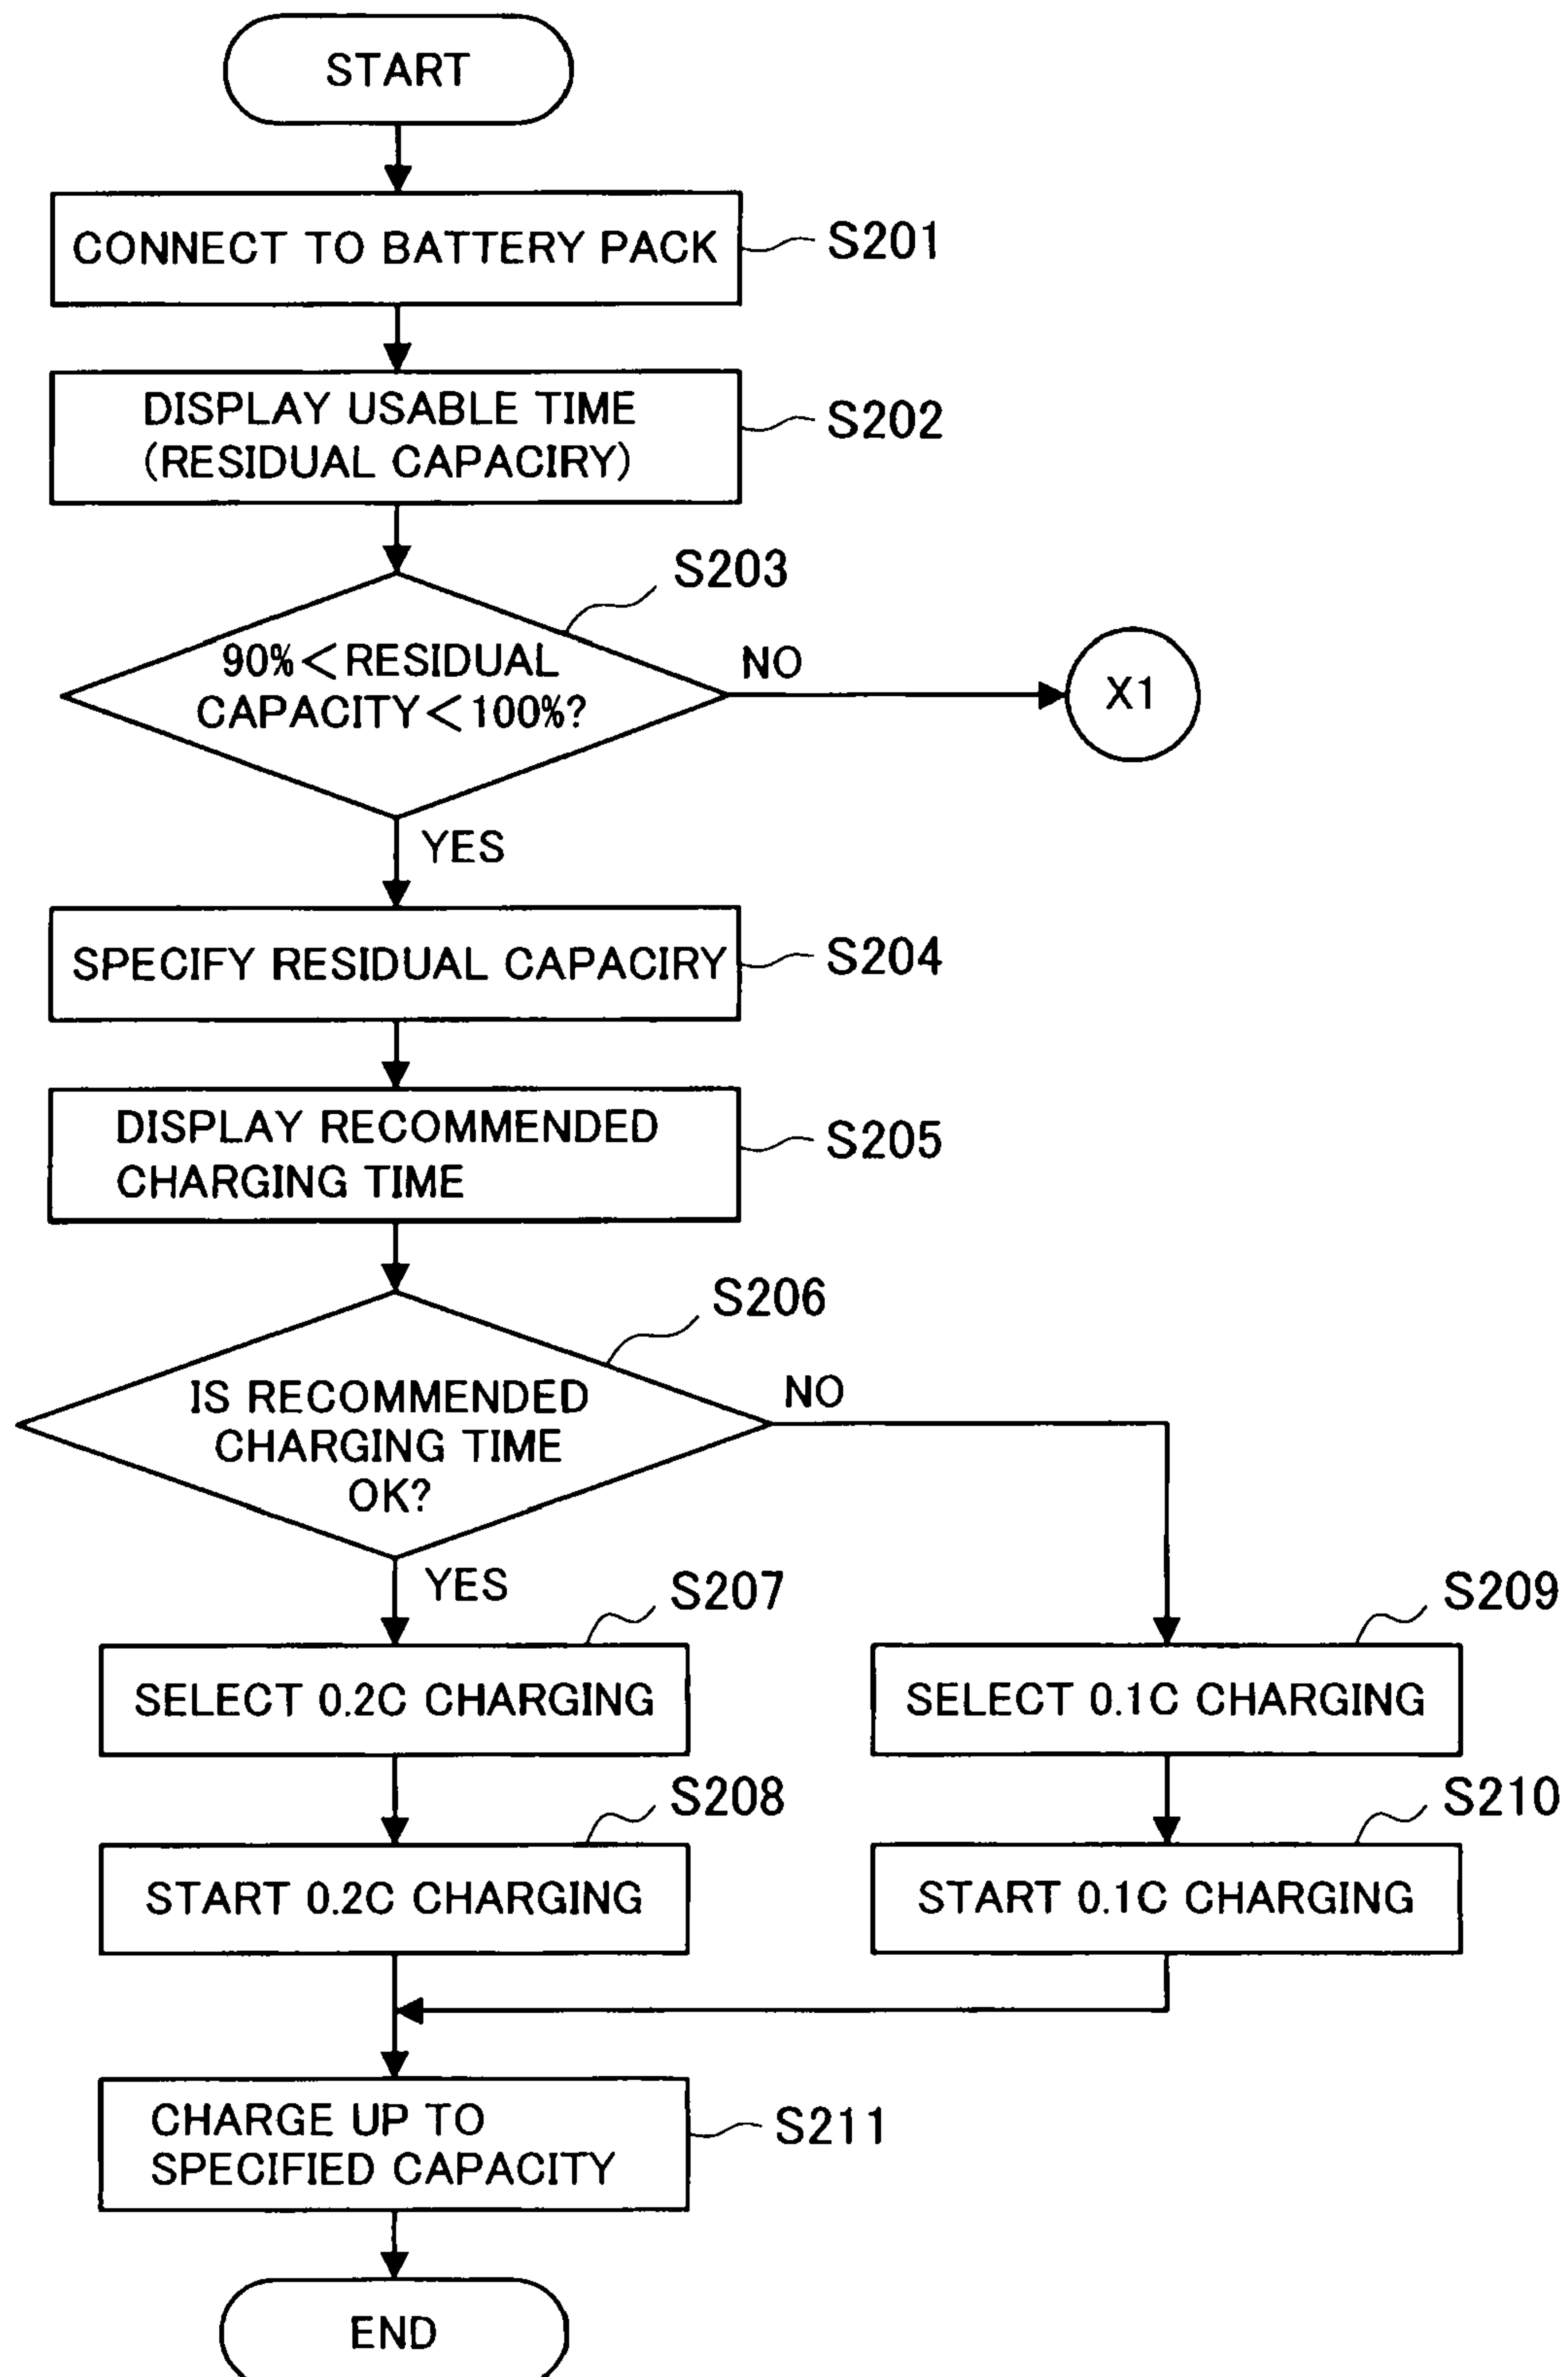 START
CONNECT TO BATTERY PACK
S201
DISPLAY USABLE TIME
(RESIDUAL CAPACIRY)
S202
S203
90%<RESIDUAL
CAPACITY<100%?
NO
X1
YES
SPECIFY RESIDUAL CAPACIRY
S204
DISPLAY RECOMMENDED
CHARGING TIME
S205
S206
IS RECOMMENDED
CHARGING TIME
OK?
NO
YES
S207
SELECT 0.2C CHARGING
S209
SELECT 0.1C CHARGING
S208
START 0.2C CHARGING
S210
START 0.1C CHARGING
CHARGE UP TO
SPECIFIED CAPACITY
S211
END